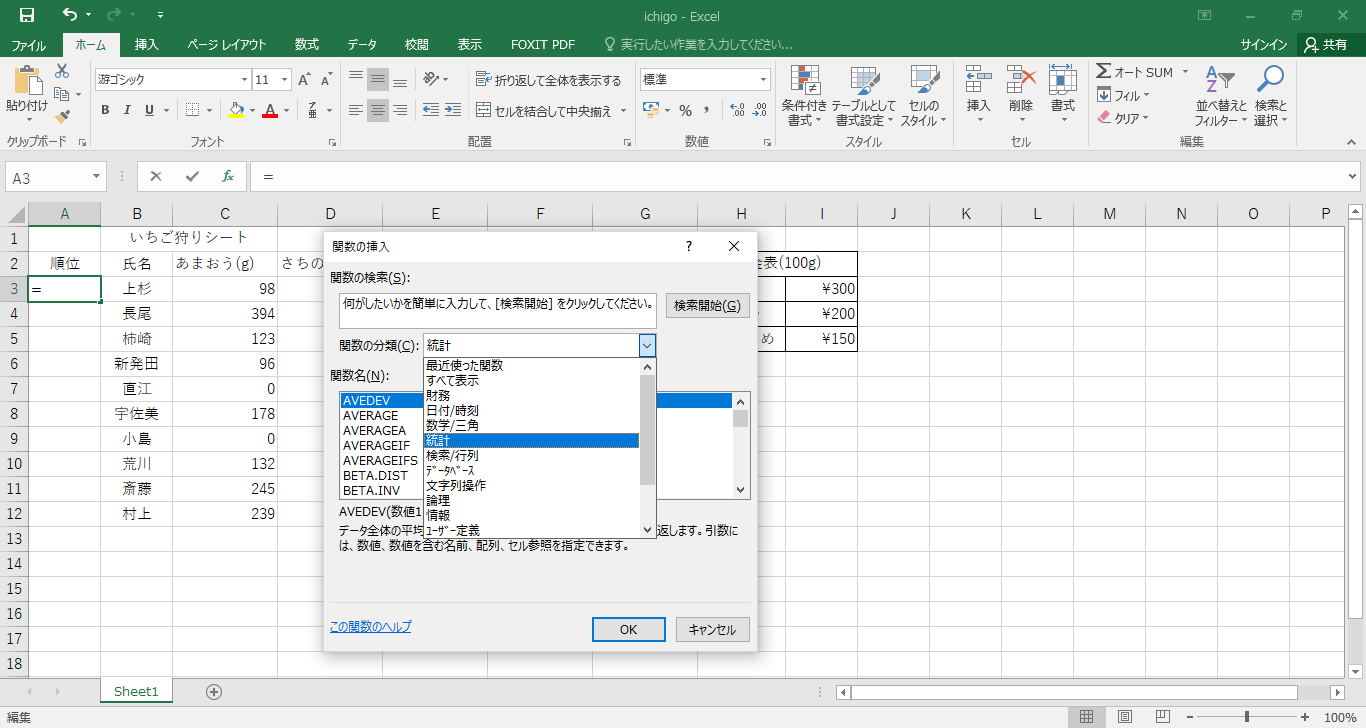 ichigo - Excel
ファイル ホーム 挿入 ページ レイアウト 数式 データ 校閲 表示 FOXIT PDF 実行したい作業を入力してください... サインイン 共有
貼り付け
クリップボード
游ゴシック 11
B I U
フォント
折り返して全体を表示する
セルを結合して中央揃え
配置
標準
数値
条件付き書式 テーブルとして書式設定 セルのスタイル
スタイル
挿入 削除 書式
セル
オート SUM
フィル
クリア
並べ替えとフィルター 検索と選択
編集
A3 fx =
A B C D E F G H I J K L M N O P
1 いちご狩りシート
2 順位 氏名 あまおう(g) さちの 表(100g)
3 = 上杉 98 ¥300
4 長尾 394 ¥200
5 柿崎 123 め ¥150
6 新発田 96
7 直江 0
8 宇佐美 178
9 小島 0
10 荒川 132
11 斎藤 245
12 村上 239
13
14
15
16
17
18
関数の挿入 ?
関数の検索(S):
何がしたいかを簡単に入力して、[検索開始] をクリックしてください。
検索開始(G)
関数の分類(C): 統計
最近使った関数
すべて表示
財務
日付/時刻
数学/三角
統計
検索/行列
データベース
文字列操作
論理
情報
ユーザー定義
関数名(N):
AVEDEV
AVERAGE
AVERAGEA
AVERAGEIF
AVERAGEIFS
BETA.DIST
BETA.INV
AVEDEV(数値1
データ全体の平均 返します。引数に
は、数値、数値を含む名前、配列、セル参照を指定できます。
この関数のヘルプ
OK キャンセル
Sheet1
編集 100%